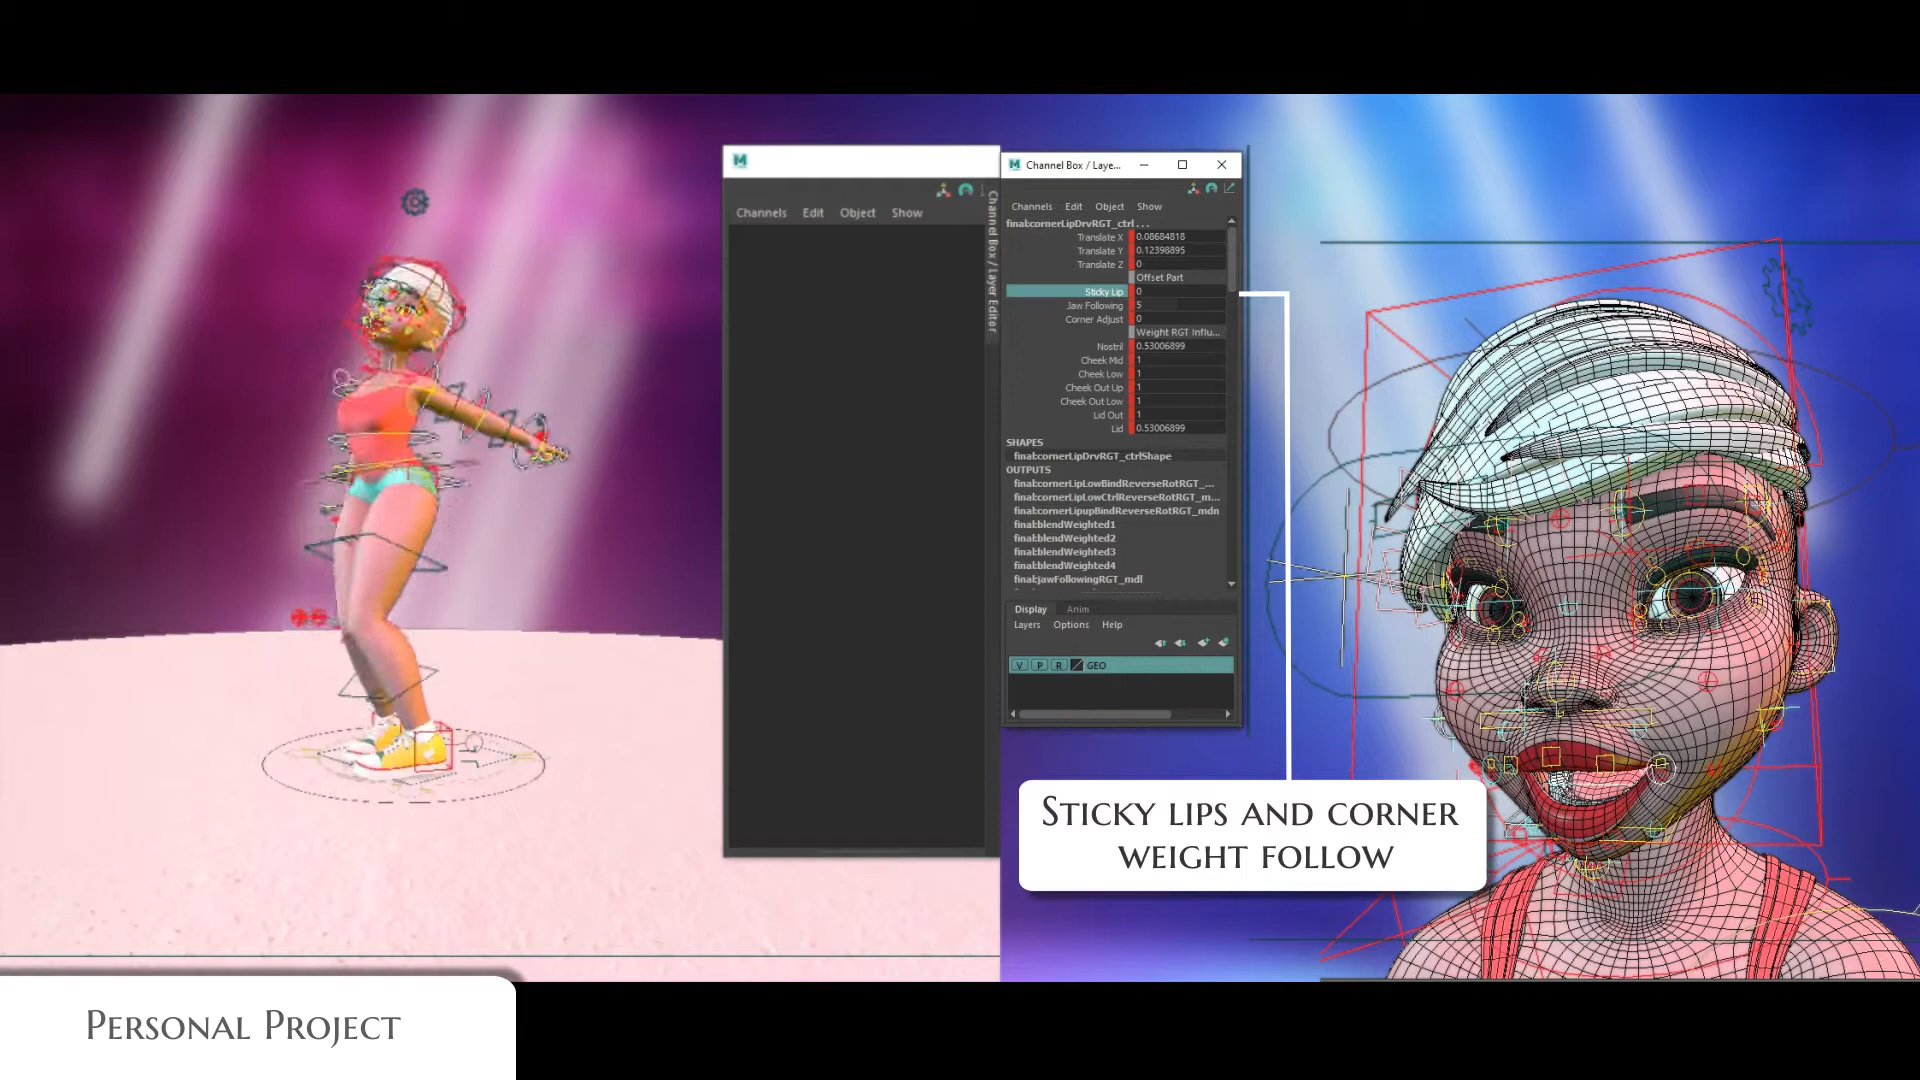 Channels Edit Object Show
Channel Box / Layer Editor
Channel Box / Laye...
Channels Edit Object Show
final:cornerLipDrvRGT_ctrl...
Translate X 0.08684818
Translate Y 0.12398895
Translate Z 0
Offset Part
Sticky Lip 0
Jaw Following 5
Corner Adjust 0
Weight RGT Influ...
Nostril 0.53006899
Cheek Mid 1
Cheek Low 1
Cheek Out Up 1
Cheek Out Low 1
Lid Out 1
Lid 0.53006899
SHAPES
final:cornerLipDrvRGT_ctrlShape
OUTPUTS
final:cornerLipLowBindReverseRotRGT_...
final:cornerLipLowCtrlReverseRotRGT_m...
final:cornerLipupBindReverseRotRGT_mdn
final:blendWeighted1
final:blendWeighted2
final:blendWeighted3
final:blendWeighted4
final:jawFollowingRGT_mdl
Display Anim
Layers Options Help
V P R GEO
Sticky lips and corner
weight follow
Personal Project